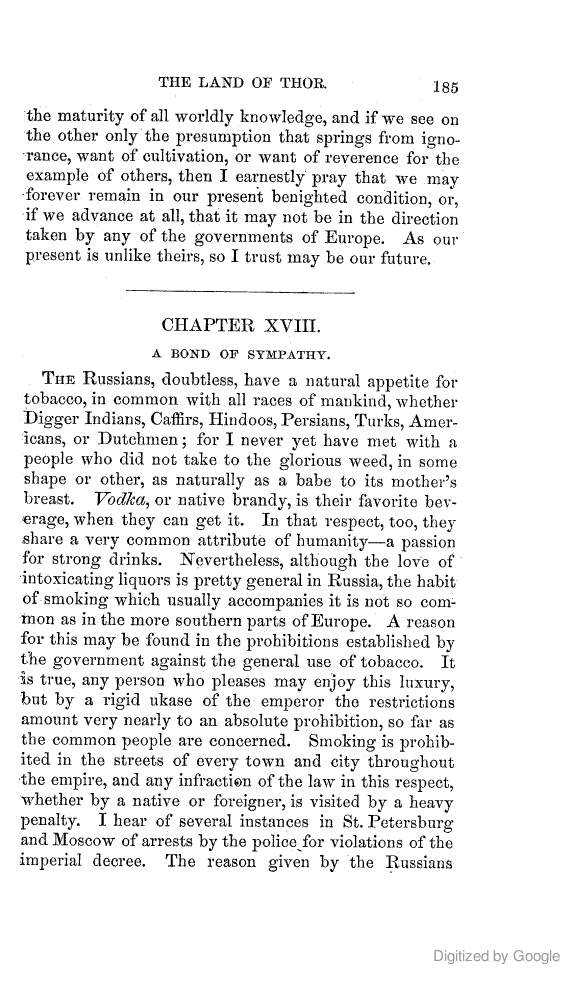 THE LAND OF THOR. 185
the maturity of all worldly knowledge, and if we see on
the other only the presumption that springs from igno-
rance, want of cultivation, or want of reverence for the
example of others, then I earnestly pray that we may
forever remain in our present benighted condition, or,
if we advance at all, that it may not be in the direction
taken by any of the governments of Europe. As our
present is unlike theirs, so I trust may be our future.
CHAPTER XVIII.
A BOND OF SYMPATHY.
THE Russians, doubtless, have a natural appetite for
tobacco, in common with all races of mankind, whether
Digger Indians, Caffirs, Hindoos, Persians, Turks, Amer-
icans, or Dutchmen; for I never yet have met with a
people who did not take to the glorious weed, in some
shape or other, as naturally as a babe to its mother's
breast. Vodka, or native brandy, is their favorite bev-
erage, when they can get it. In that respect, too, they
share a very common attribute of humanity—a passion
for strong drinks. Nevertheless, although the love of
intoxicating liquors is pretty general in Russia, the habit
of smoking which usually accompanies it is not so com-
mon as in the more southern parts of Europe. A reason
for this may be found in the prohibitions established by
the government against the general use of tobacco. It
is true, any person who pleases may enjoy this luxury,
but by a rigid ukase of the emperor the restrictions
amount very nearly to an absolute prohibition, so far as
the common people are concerned. Smoking is prohib-
ited in the streets of every town and city throughout
the empire, and any infraction of the law in this respect,
whether by a native or foreigner, is visited by a heavy
penalty. I hear of several instances in St. Petersburg
and Moscow of arrests by the police for violations of the
imperial decree. The reason given by the Russians
Digitized by Google